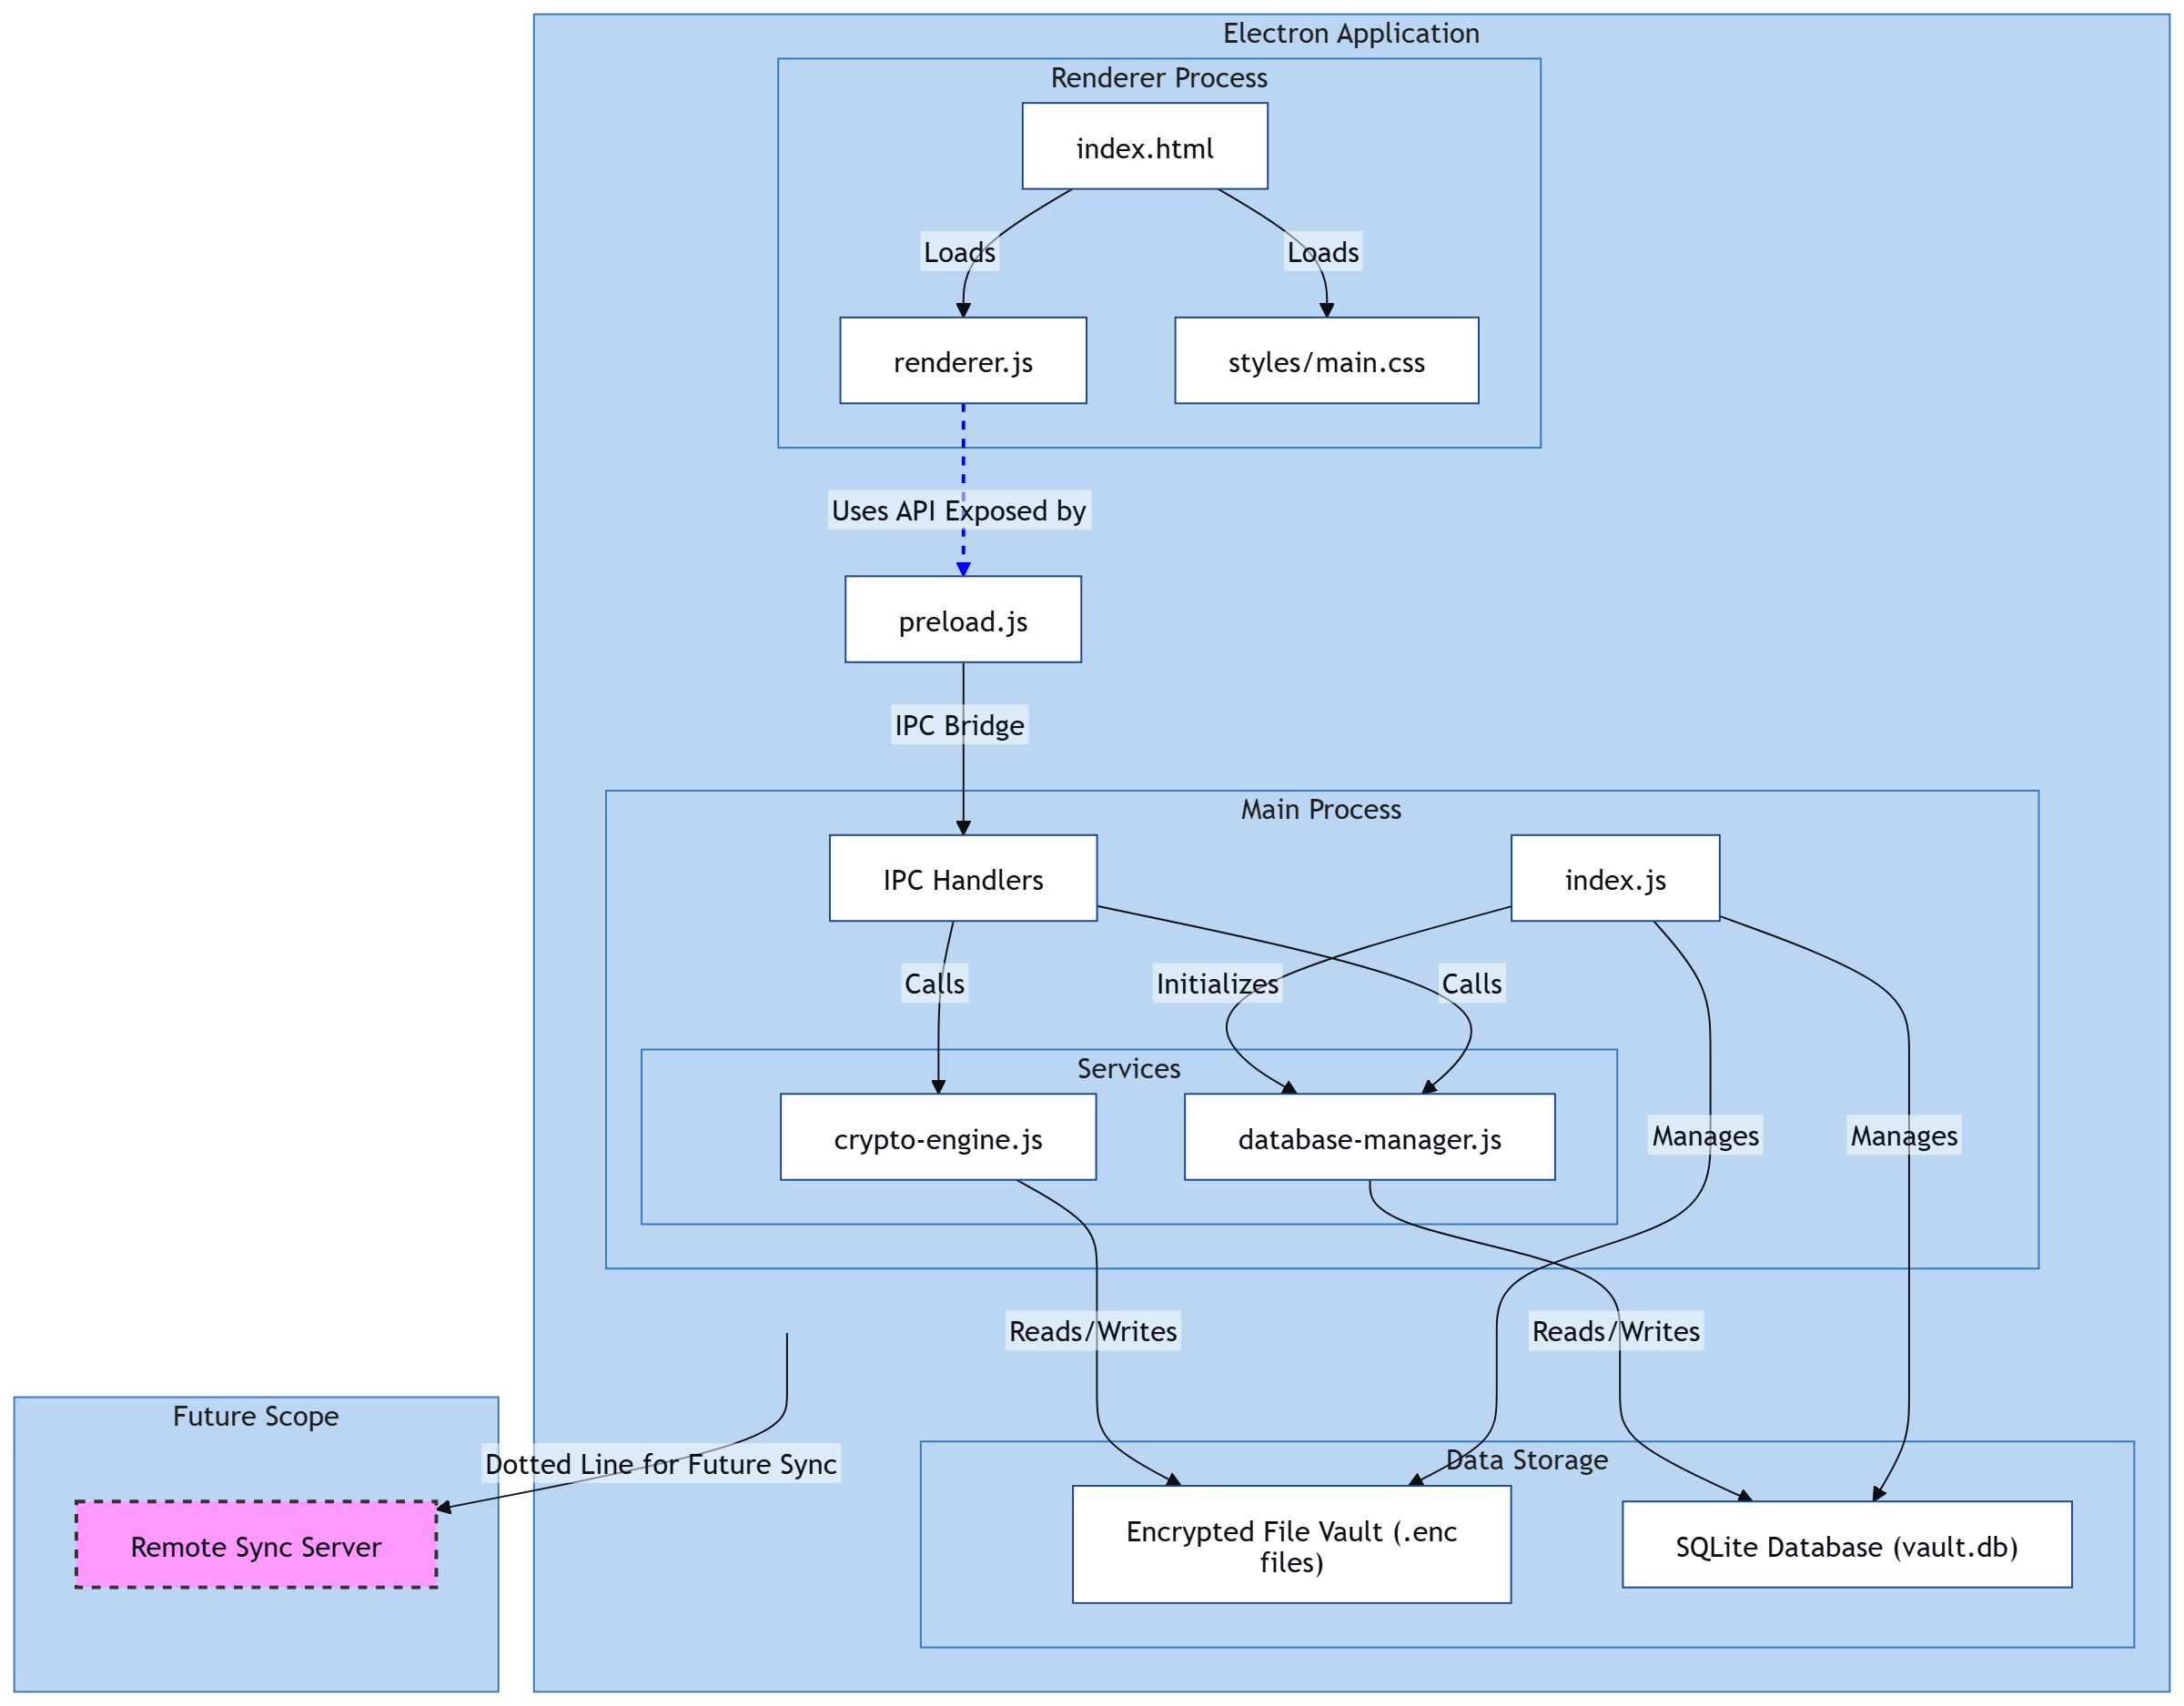 Electron Application
Renderer Process
index.html
Loads
Loads
renderer.js
styles/main.css
Uses API Exposed by
preload.js
IPC Bridge
Main Process
IPC Handlers
index.js
Calls
Initializes
Calls
Services
crypto-engine.js
database-manager.js
Manages
Manages
Reads/Writes
Reads/Writes
Future Scope
Dotted Line for Future Sync
Remote Sync Server
Data Storage
Encrypted File Vault (.enc
files)
SQLite Database (vault.db)